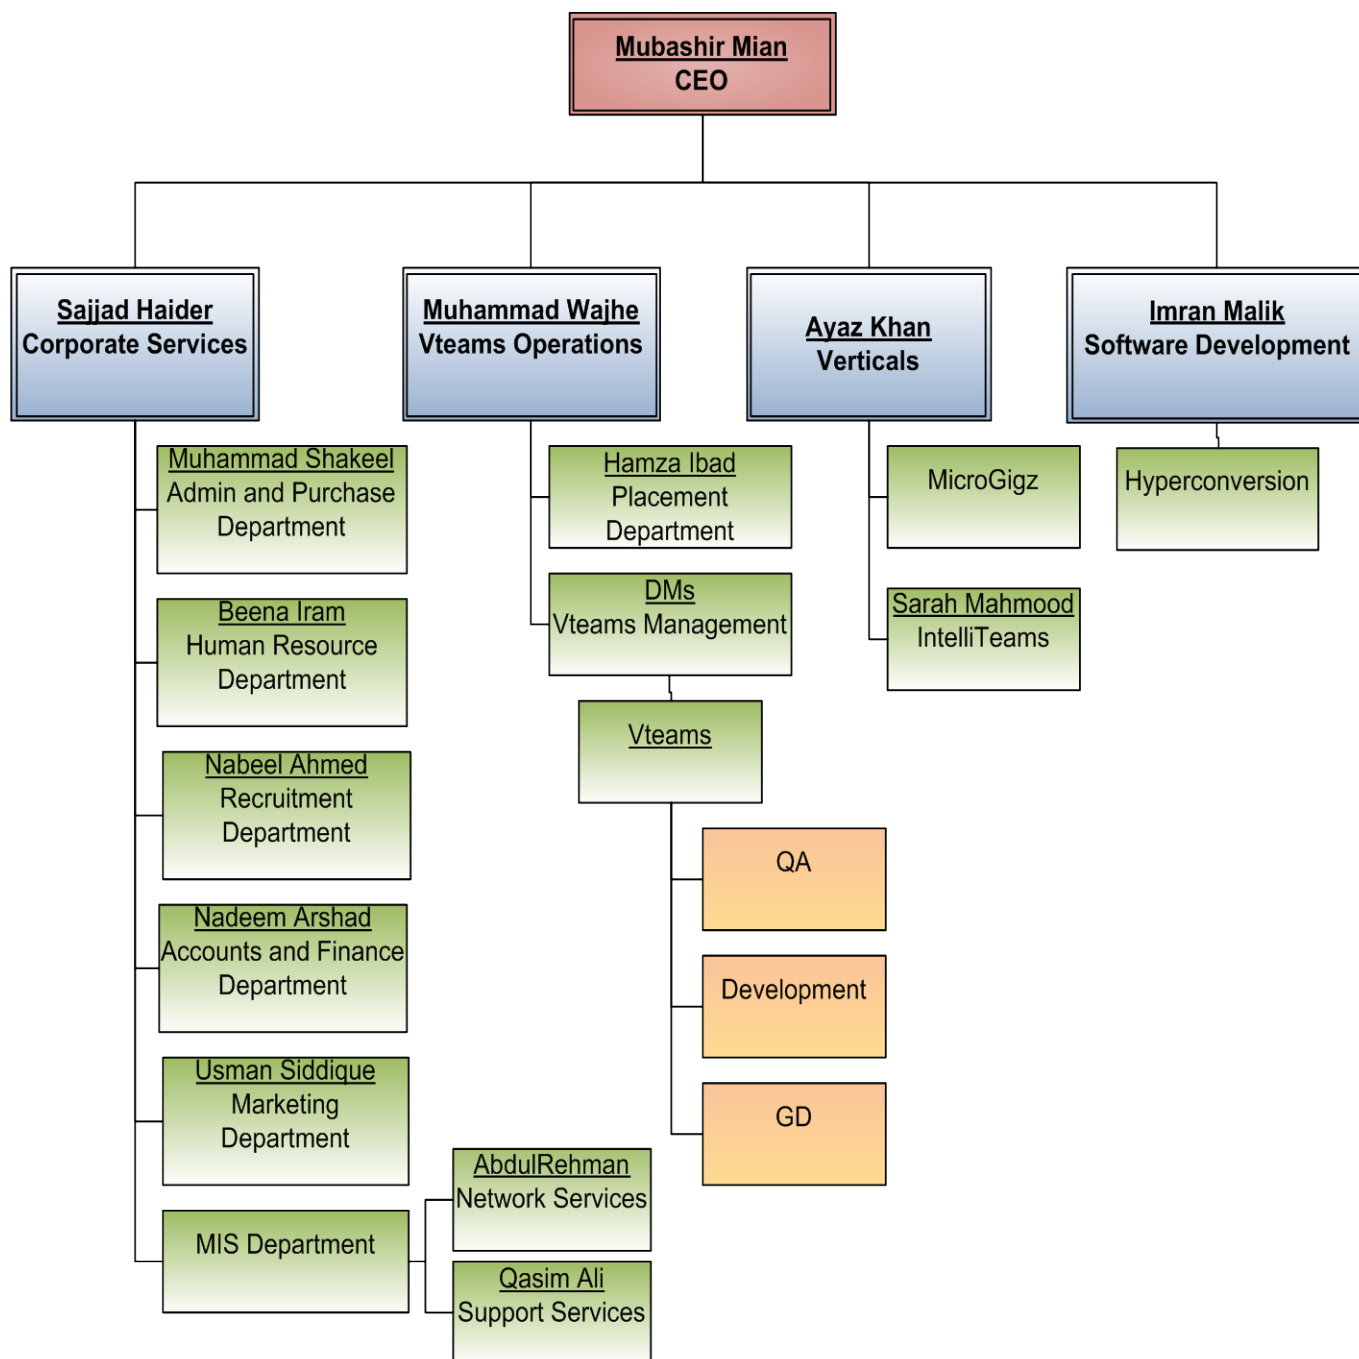 Mubashir Mian
CEO
Sajjad Haider
Corporate Services
Muhammad Wajhe
Vteams Operations
Ayaz Khan
Verticals
Imran Malik
Software Development
Muhammad Shakeel
Admin and Purchase
Department
Beena Iram
Human Resource
Department
Nabeel Ahmed
Recruitment
Department
Nadeem Arshad
Accounts and Finance
Department
Usman Siddique
Marketing
Department
MIS Department
AbdulRehman
Network Services
Qasim Ali
Support Services
Hamza Ibad
Placement
Department
DMs
Vteams Management
Vteams
QA
Development
GD
MicroGigz
Sarah Mahmood
IntelliTeams
Hyperconversion